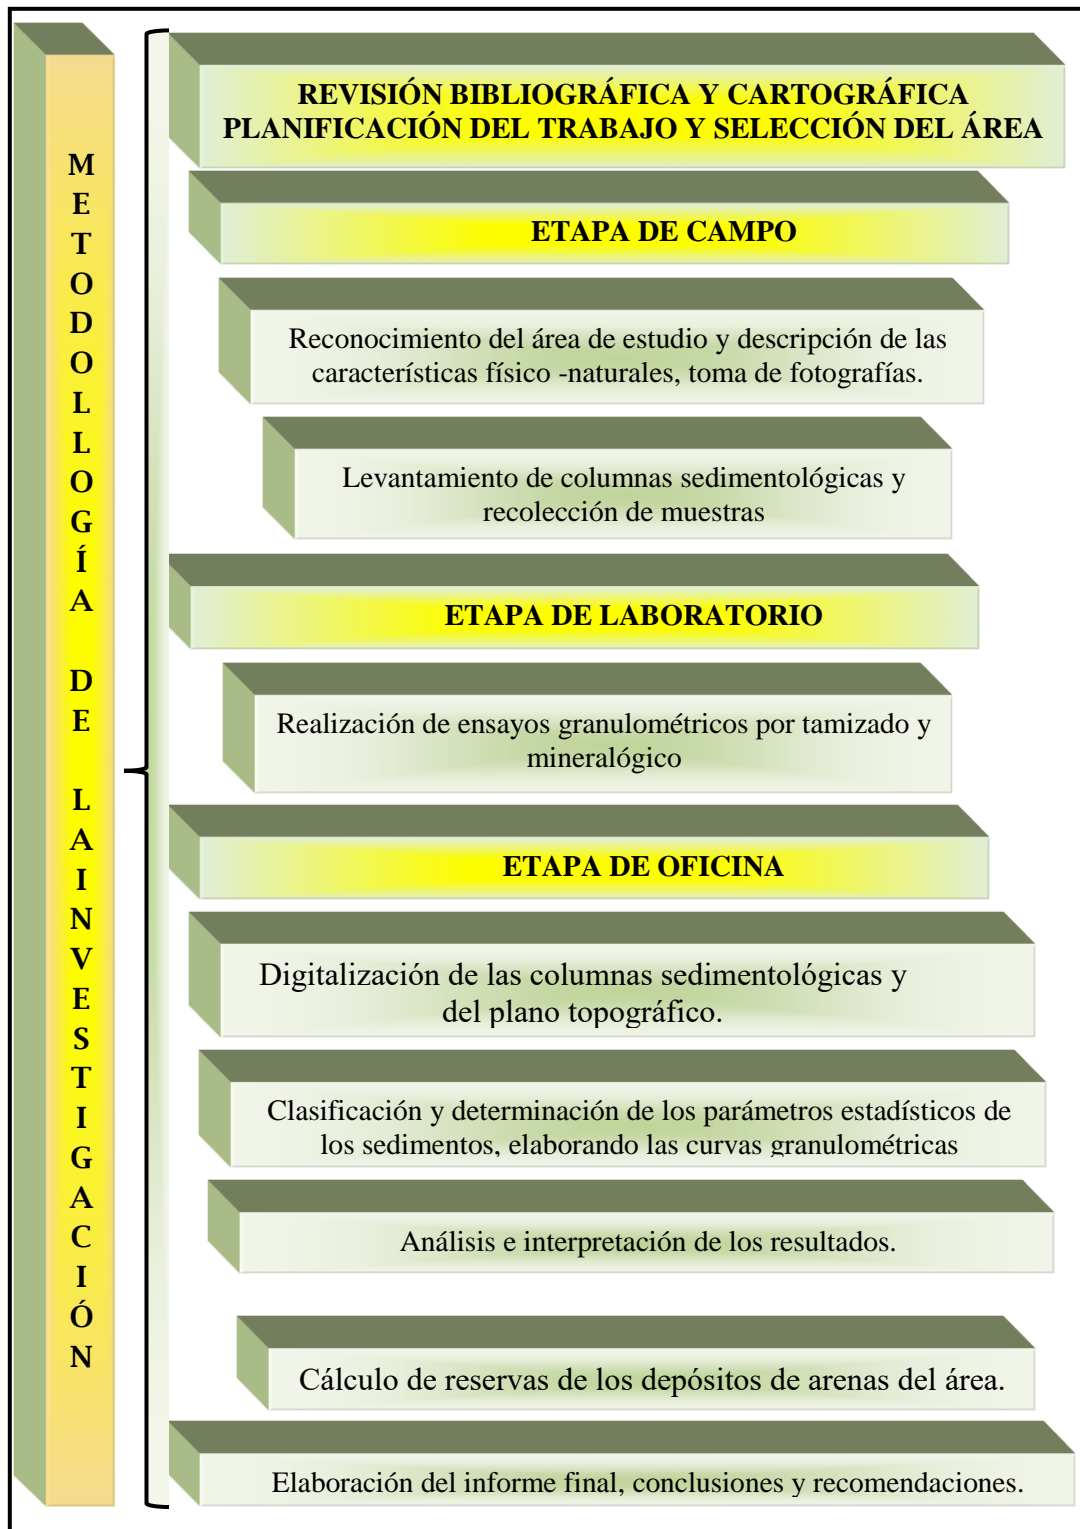 METODOLLOGÍA DE LAINVESTIGACIÓN
REVISIÓN BIBLIOGRÁFICA Y CARTOGRÁFICA
PLANIFICACIÓN DEL TRABAJO Y SELECCIÓN DEL ÁREA
ETAPA DE CAMPO
Reconocimiento del área de estudio y descripción de las
características físico -naturales, toma de fotografías.
Levantamiento de columnas sedimentológicas y
recolección de muestras
ETAPA DE LABORATORIO
Realización de ensayos granulométricos por tamizado y
mineralógico
ETAPA DE OFICINA
Digitalización de las columnas sedimentológicas y
del plano topográfico.
Clasificación y determinación de los parámetros estadísticos de
los sedimentos, elaborando las curvas granulométricas
Análisis e interpretación de los resultados.
Cálculo de reservas de los depósitos de arenas del área.
Elaboración del informe final, conclusiones y recomendaciones.